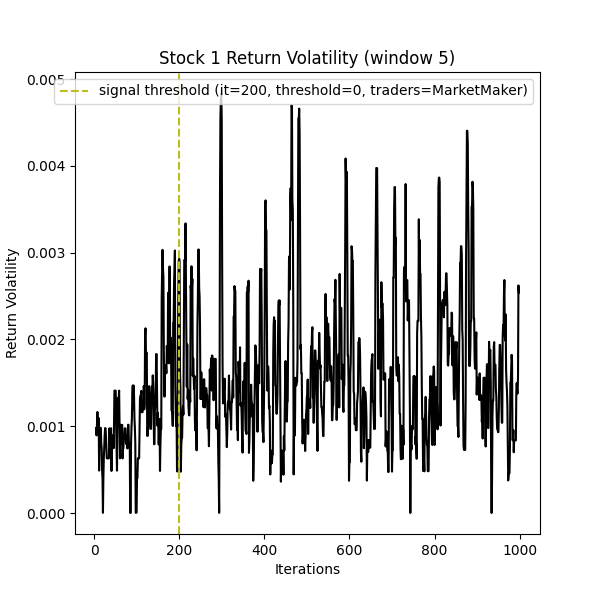 Stock 1 Return Volatility (window 5)
signal threshold (it=200, threshold=0, traders=MarketMaker)
0.005
0.004
0.003
0.002
0.001
0.000
Return Volatility
0 200 400 600 800 1000
Iterations